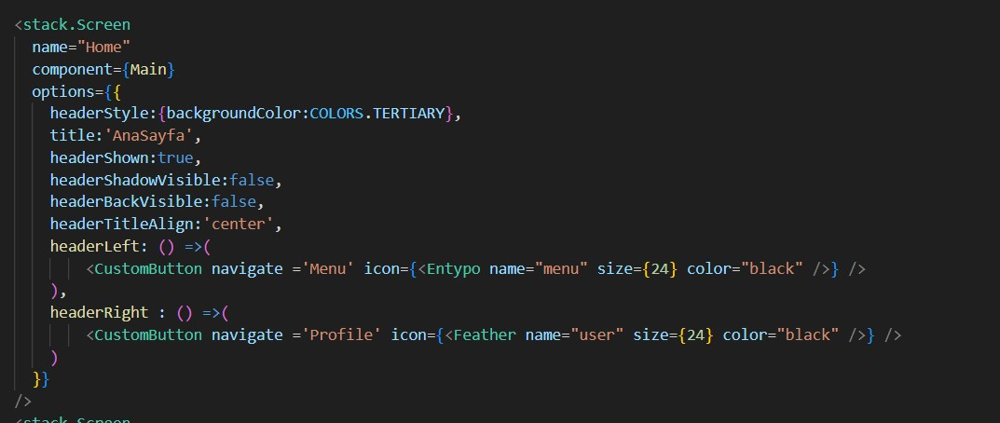 <stack.Screen
name="Home"
component={Main}
options={{
headerStyle:{backgroundColor:COLORS.TERTIARY},
title:'AnaSayfa',
headerShown:true,
headerShadowVisible:false,
headerBackVisible:false,
headerTitleAlign:'center',
headerLeft: () =>(
<CustomButton navigate ='Menu' icon={<Entypo name="menu" size={24} color="black" />} />
),
headerRight : () =>(
<CustomButton navigate ='Profile' icon={<Feather name="user" size={24} color="black" />} />
)
}}
/>
<stack.Screen